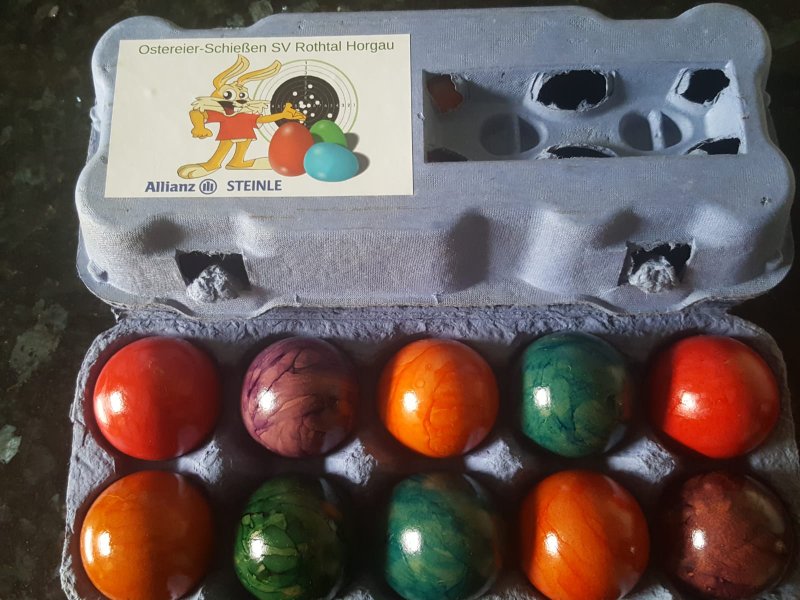 Ostereier-Schießen SV Rothtal Horgau
Allianz STEINLE